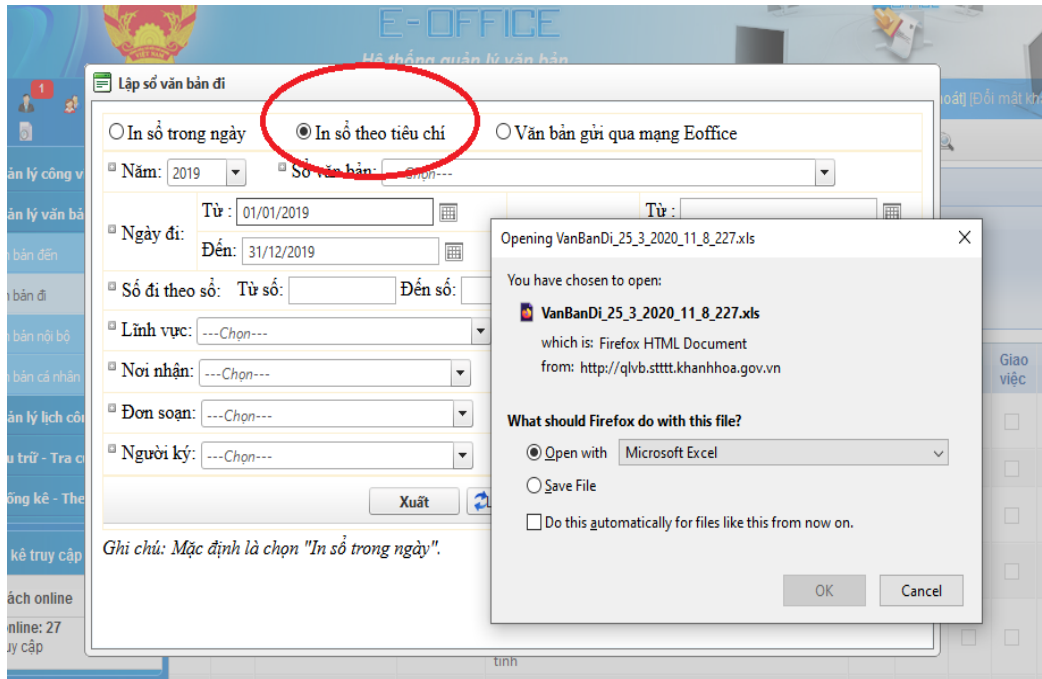 E-OFFICE
Hệ thống quản lý văn bản
1
Lập sổ văn bản đi
oát] [Đổi mật kh
In sổ trong ngày In sổ theo tiêu chí Văn bản gửi qua mạng Eoffice
ản lý công v
Năm: 2019 Sổ văn bản: ---Chọn---
ản lý văn bả
Từ : 01/01/2019 Từ :
Ngày đi:
Đến: 31/12/2019
n bản đến
n bản đi
Số đi theo sổ: Từ số: Đến số:
n bản nội bộ
Lĩnh vực: ---Chọn---
n bản cá nhân
Nơi nhận: ---Chọn---
ản lý lịch côn
Đơn soạn: ---Chọn---
u trữ - Tra c
Người ký: ---Chọn---
ống kê - The
Xuất
Ghi chú: Mặc định là chọn "In sổ trong ngày".
kê truy cập
ách online
online: 27
uy cập
Opening VanBanDi_25_3_2020_11_8_227.xls
You have chosen to open:
VanBanDi_25_3_2020_11_8_227.xls
which is: Firefox HTML Document
from: http://qlvb.stttt.khanhhoa.gov.vn
What should Firefox do with this file?
Open with Microsoft Excel
Save File
Do this automatically for files like this from now on.
OK Cancel
Giao
việc
tỉnh